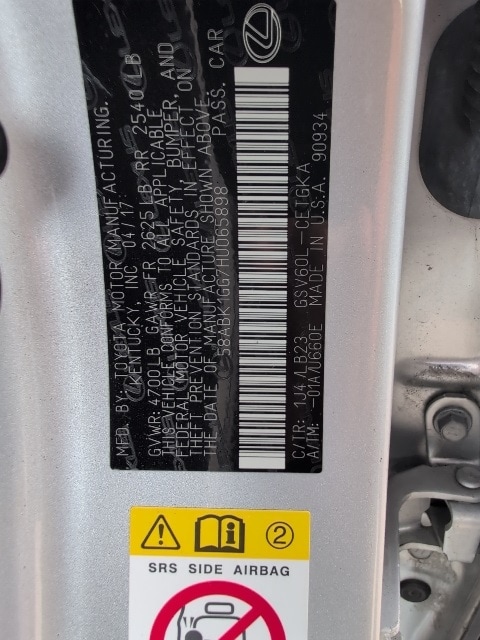 MFD. BY: TOYOTA MOTOR MANUFACTURING.
KENTUCKY, INC 04/17
GVWR: 4700LB GAWR: FR 2625LB RR 2540LB
THIS VEHICLE CONFORMS TO ALL APPLICABLE
FEDERAL MOTOR VEHICLE SAFETY, BUMPER, AND
THEFT PREVENTION STANDARDS IN EFFECT ON
THE DATE OF MANUFACTURE SHOWN ABOVE.
58ABK1GG7HU065898 PASS. CAR
C/TR: 1J4/LB23 GSV60L-CETGKA
A/TM: -01A/U660E MADE IN U.S.A. 90934
2
SRS SIDE AIRBAG